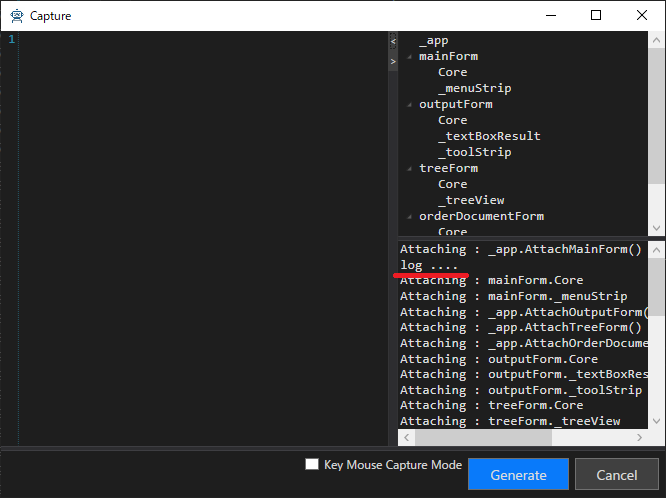 Capture
1
<
>
_app
mainForm
Core
_menuStrip
outputForm
Core
_textBoxResult
_toolStrip
treeForm
Core
_treeView
orderDocumentForm
Core
Attaching : _app.AttachMainForm()
log ....
Attaching : mainForm.Core
Attaching : mainForm._menuStrip
Attaching : _app.AttachOutputForm(
Attaching : _app.AttachTreeForm()
Attaching : _app.AttachOrderDocume
Attaching : outputForm.Core
Attaching : outputForm._textBoxRes
Attaching : outputForm._toolStrip
Attaching : treeForm.Core
Attaching : treeForm._treeView
Key Mouse Capture Mode
Generate
Cancel